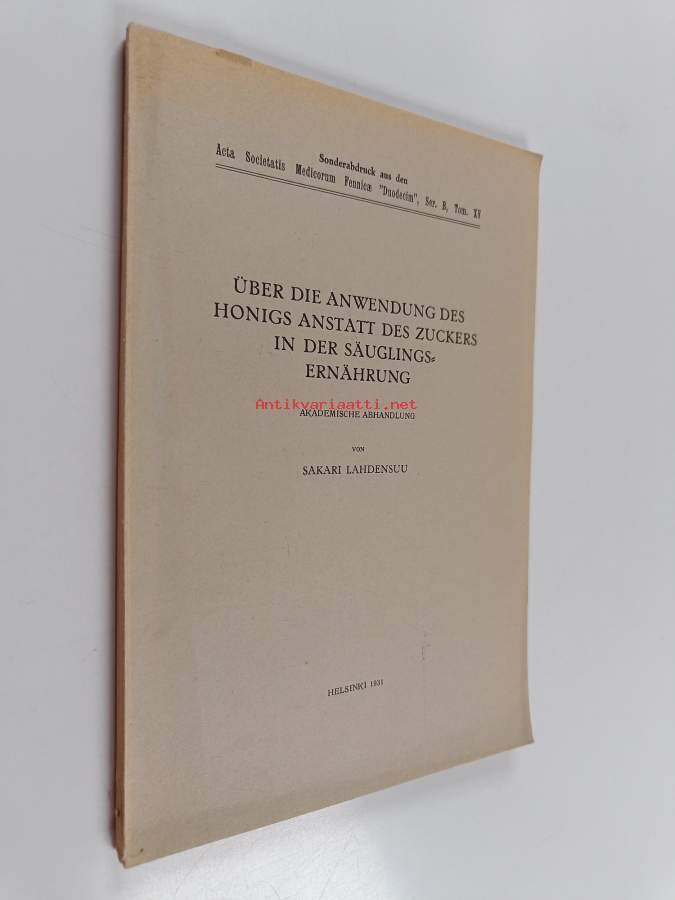 Sonderabdruck aus den
Acta Societatis Medicorum Fennicæ "Duodecim", Ser. B, Tom. XV
ÜBER DIE ANWENDUNG DES
HONIGS ANSTATT DES ZUCKERS
IN DER SÄUGLINGS⸗
ERNÄHRUNG
Antikvariaatti.net
AKADEMISCHE ABHANDLUNG
VON
SAKARI LAHDENSUU
HELSINKI 1931